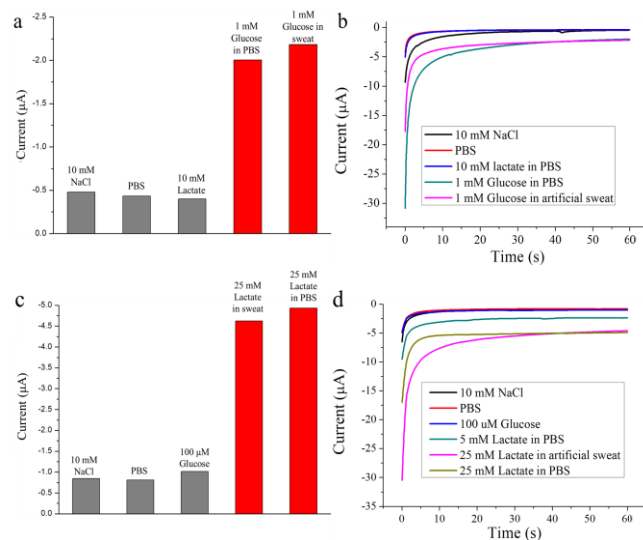 a
-2.5
-2.0
-1.5
-1.0
-0.5
0.0
Current (µA)
10 mM
NaCl
PBS
10 mM
Lactate
1 mM
Glucose
in PBS
1 mM
Glucose in
sweat
b
0
-5
-10
-15
-20
-25
-30
Current (µA)
10 mM NaCl
PBS
10 mM lactate in PBS
1 mM Glucose in PBS
1 mM Glucose in artificial sweat
0 10 20 30 40 50 60
Time (s)
c
-5.0
-4.5
-4.0
-3.5
-3.0
-2.5
-2.0
-1.5
-1.0
-0.5
0.0
Current (µA)
10 mM
NaCl
PBS
100 µM
Glucose
25 mM
Lactate
in sweat
25 mM
Lactate
in PBS
d
0
-5
-10
-15
-20
-25
-30
-35
Current (µA)
10 mM NaCl
PBS
100 uM Glucose
5 mM Lactate in PBS
25 mM Lactate in artificial sweat
25 mM Lactate in PBS
0 10 20 30 40 50 60
Time (s)